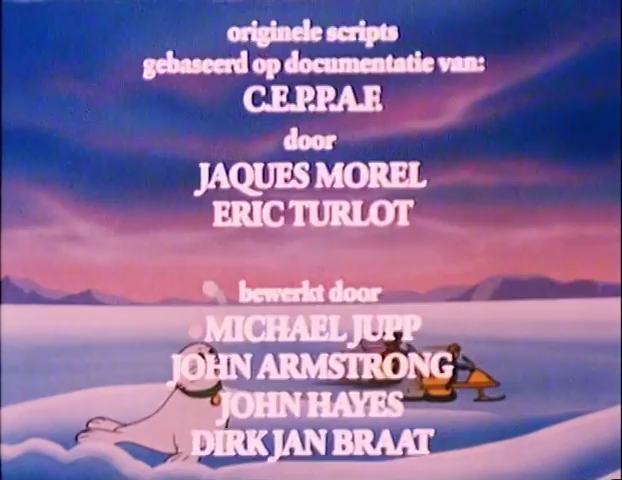 originele scripts
gebaseerd op documentatie van:
C.E.P.P.A.F.
door
JAQUES MOREL
ERIC TURLOT
bewerkt door
MICHAEL JUPP
JOHN ARMSTRONG
JOHN HAYES
DIRK JAN BRAAT